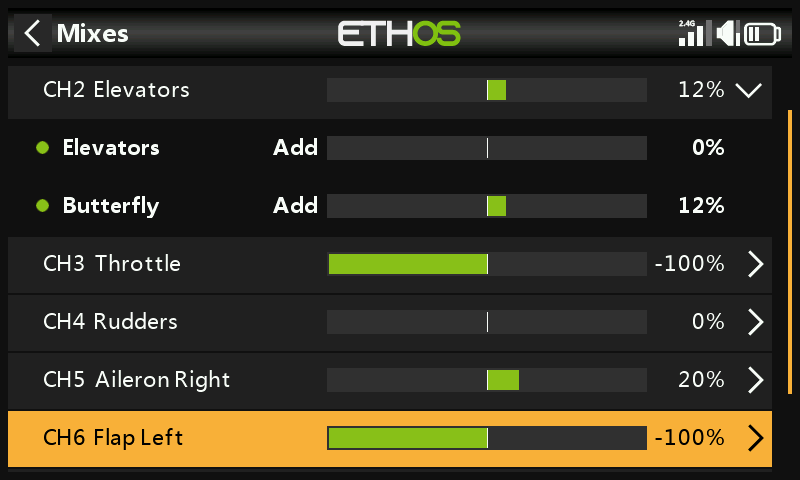 Mixes ETHOS 2.4G
CH2 Elevators 12%
Elevators Add 0%
Butterfly Add 12%
CH3 Throttle -100%
CH4 Rudders 0%
CH5 Aileron Right 20%
CH6 Flap Left -100%